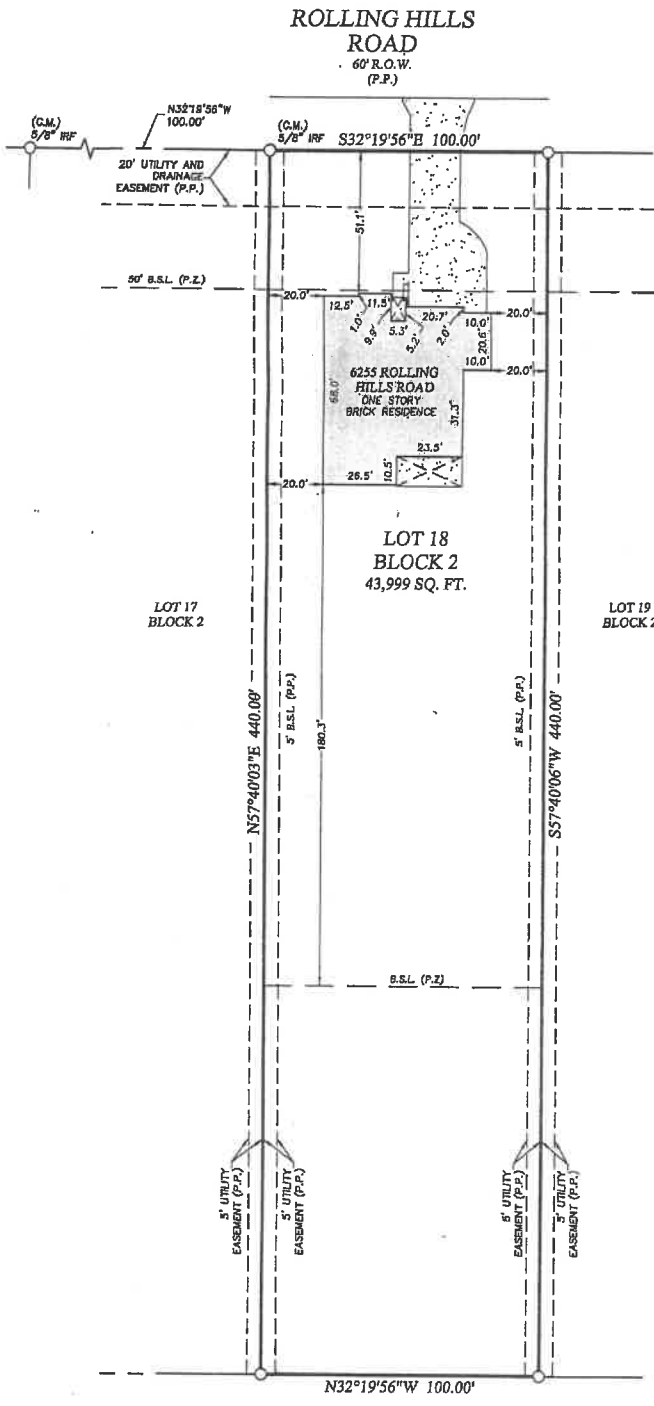 ROLLING HILLS
ROAD
60' R.O.W.
(P.P.)
N32°19'56"W
100.00'
(C.M.)
5/8" IRF
(C.M.)
5/8" IRF
S32°19'56"E 100.00'
20' UTILITY AND
DRAINAGE
EASEMENT (P.P.)
51.1'
50' B.S.L. (P.Z.)
20.0'
12.5'
11.5'
1.0'
9.9'
5.3'
5.2'
20.7'
2.0'
10.0'
20.0'
20.6'
10.0'
20.0'
6255 ROLLING
HILLS ROAD
ONE STORY
BRICK RESIDENCE
68.0'
37.3'
23.5'
10.5'
26.5'
20.0'
LOT 18
BLOCK 2
43,999 SQ. FT.
LOT 17
BLOCK 2
LOT 19
BLOCK 2
N57°40'03"E 440.00'
5' B.S.L. (P.P.)
180.3'
5' B.S.L. (P.P.)
S57°40'06"W 440.00'
B.S.L. (P.Z)
5' UTILITY
EASEMENT (P.P.)
5' UTILITY
EASEMENT (P.P.)
5' UTILITY
EASEMENT (P.P.)
5' UTILITY
EASEMENT (P.P.)
N32°19'56"W 100.00'